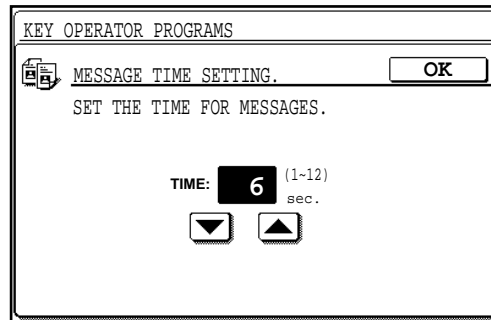 KEY OPERATOR PROGRAMS
MESSAGE TIME SETTING.
OK
SET THE TIME FOR MESSAGES.
TIME: 6 (1~12)
sec.